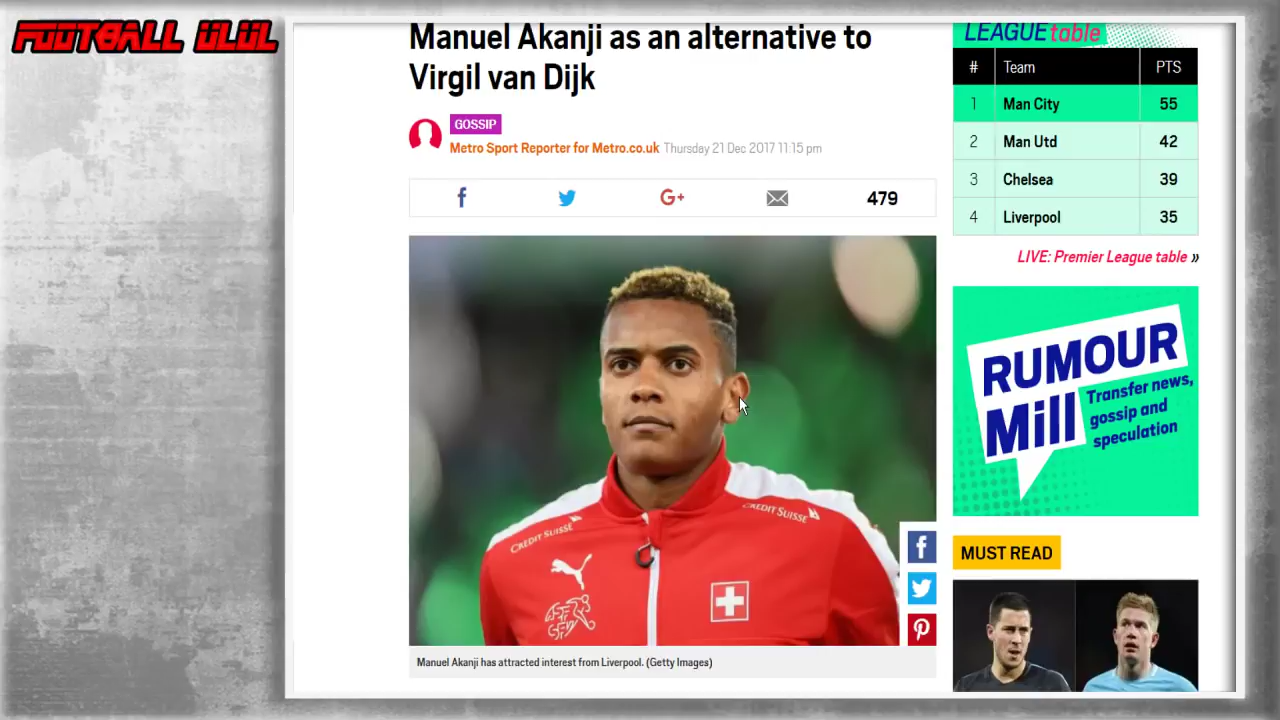 FOOTBALL ÜLÜL
Manuel Akanji as an alternative to
Virgil van Dijk
GOSSIP
Metro Sport Reporter for Metro.co.uk Thursday 21 Dec 2017 11:15 pm
f
G+
479
CREDIT SUISSE
CREDIT SUISSE
ASF
SFV
f
Manuel Akanji has attracted interest from Liverpool. (Getty Images)
LEAGUE table
# Team PTS
1 Man City 55
2 Man Utd 42
3 Chelsea 39
4 Liverpool 35
LIVE: Premier League table »
RUMOUR
Mill
Transfer news,
gossip and
speculation
MUST READ